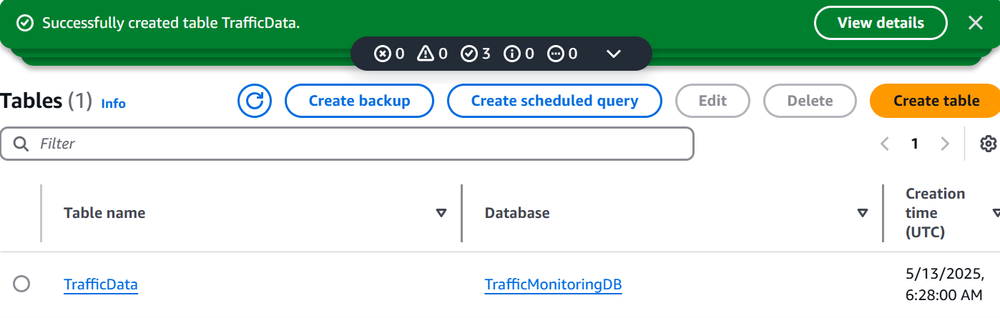 Successfully created table TrafficData.
View details
0 0 3 0 0
Tables (1) Info
Create backup
Create scheduled query
Edit
Delete
Create table
Filter
1
Table name
Database
Creation
time
(UTC)
TrafficData
TrafficMonitoringDB
5/13/2025,
6:28:00 AM